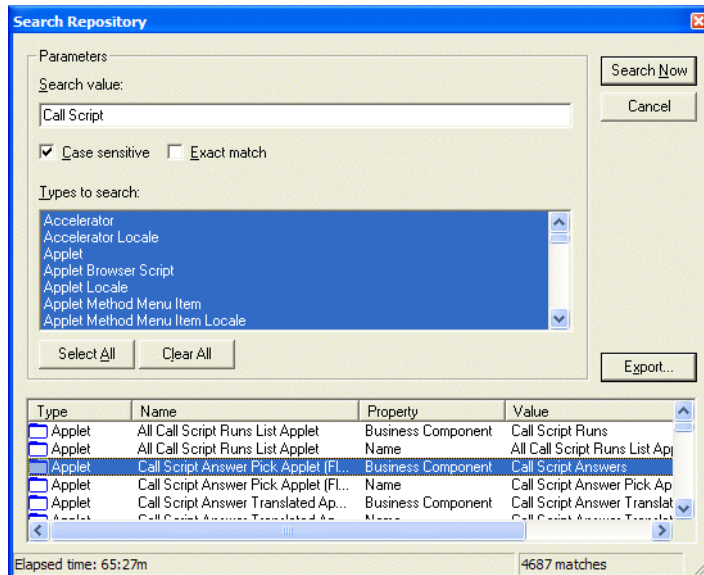 Search Repository
Parameters
Search value:
Search Now
Call Script
Cancel
Case sensitive
Exact match
Types to search:
Accelerator
Accelerator Locale
Applet
Applet Browser Script
Applet Locale
Applet Method Menu Item
Applet Method Menu Item Locale
Select All
Clear All
Export...
Type Name Property Value
Applet All Call Script Runs List Applet Business Component Call Script Runs
Applet All Call Script Runs List Applet Name All Call Script Runs List App
Applet Call Script Answer Pick Applet (Fl... Business Component Call Script Answers
Applet Call Script Answer Pick Applet (Fl... Name Call Script Answer Pick Ap
Applet Call Script Answer Translated Ap... Business Component Call Script Answer Translat
Elapsed time: 65:27m
4687 matches